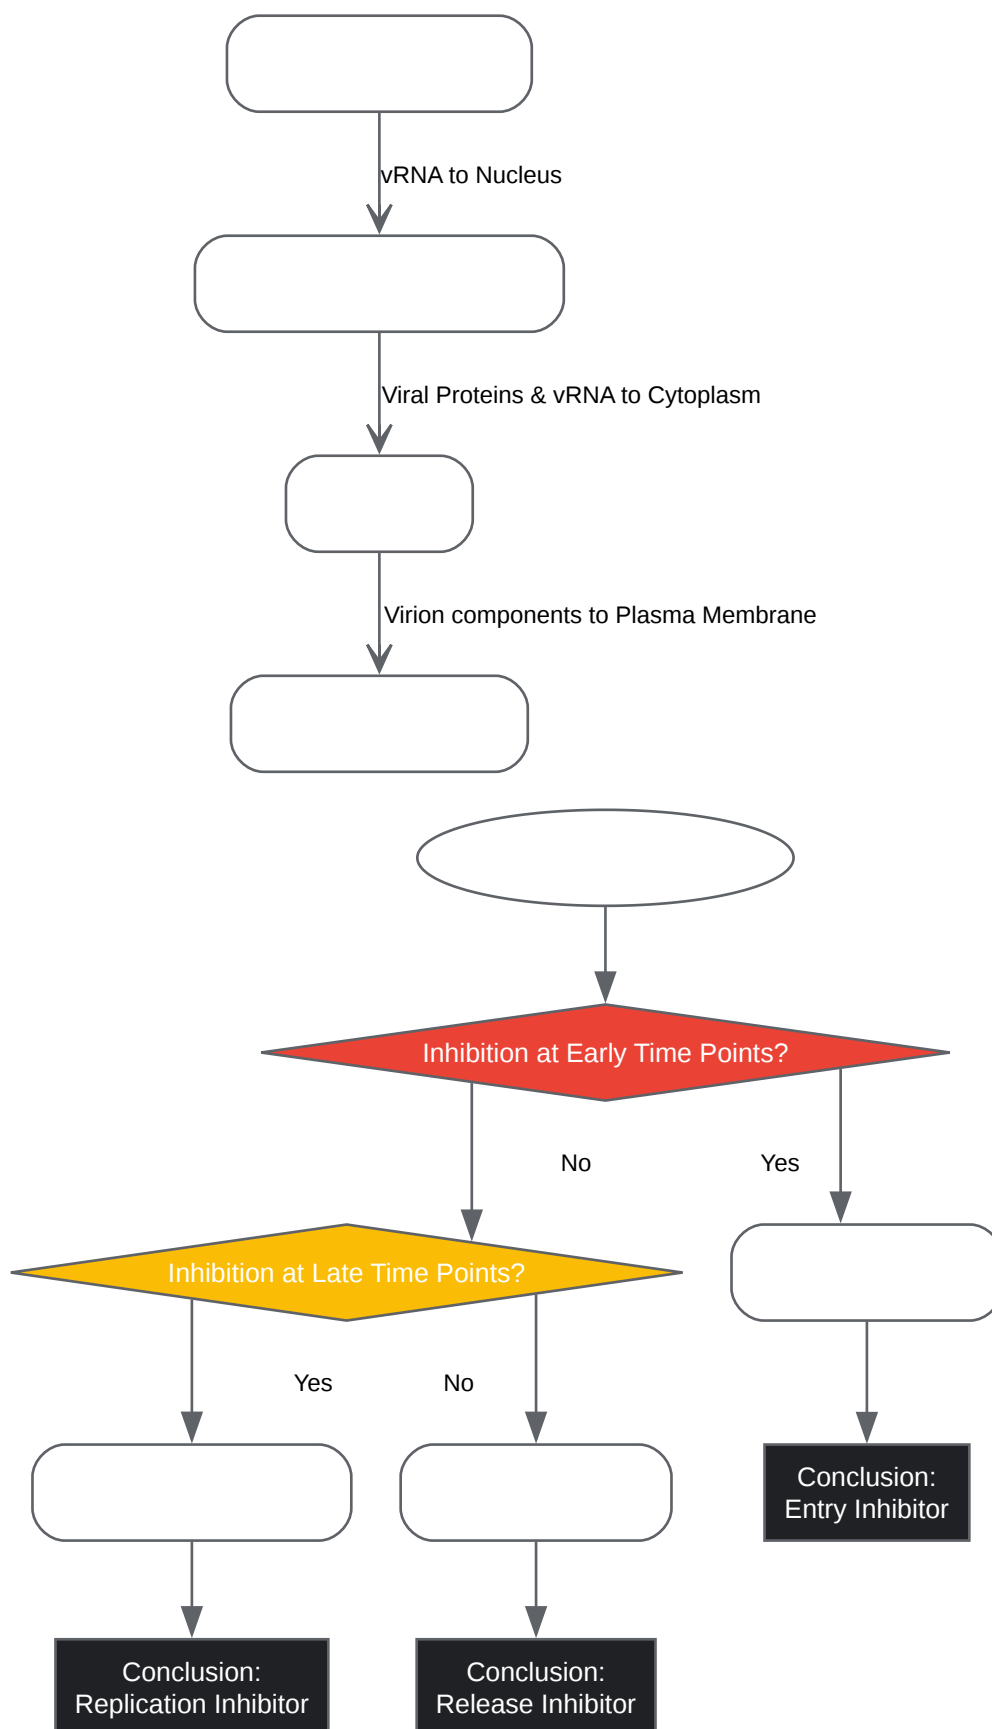 vRNA to Nucleus
Viral Proteins & vRNA to Cytoplasm
Virion components to Plasma Membrane
Inhibition at Early Time Points?
No
Yes
Inhibition at Late Time Points?
Yes
No
Conclusion:
Entry Inhibitor
Conclusion:
Replication Inhibitor
Conclusion:
Release Inhibitor